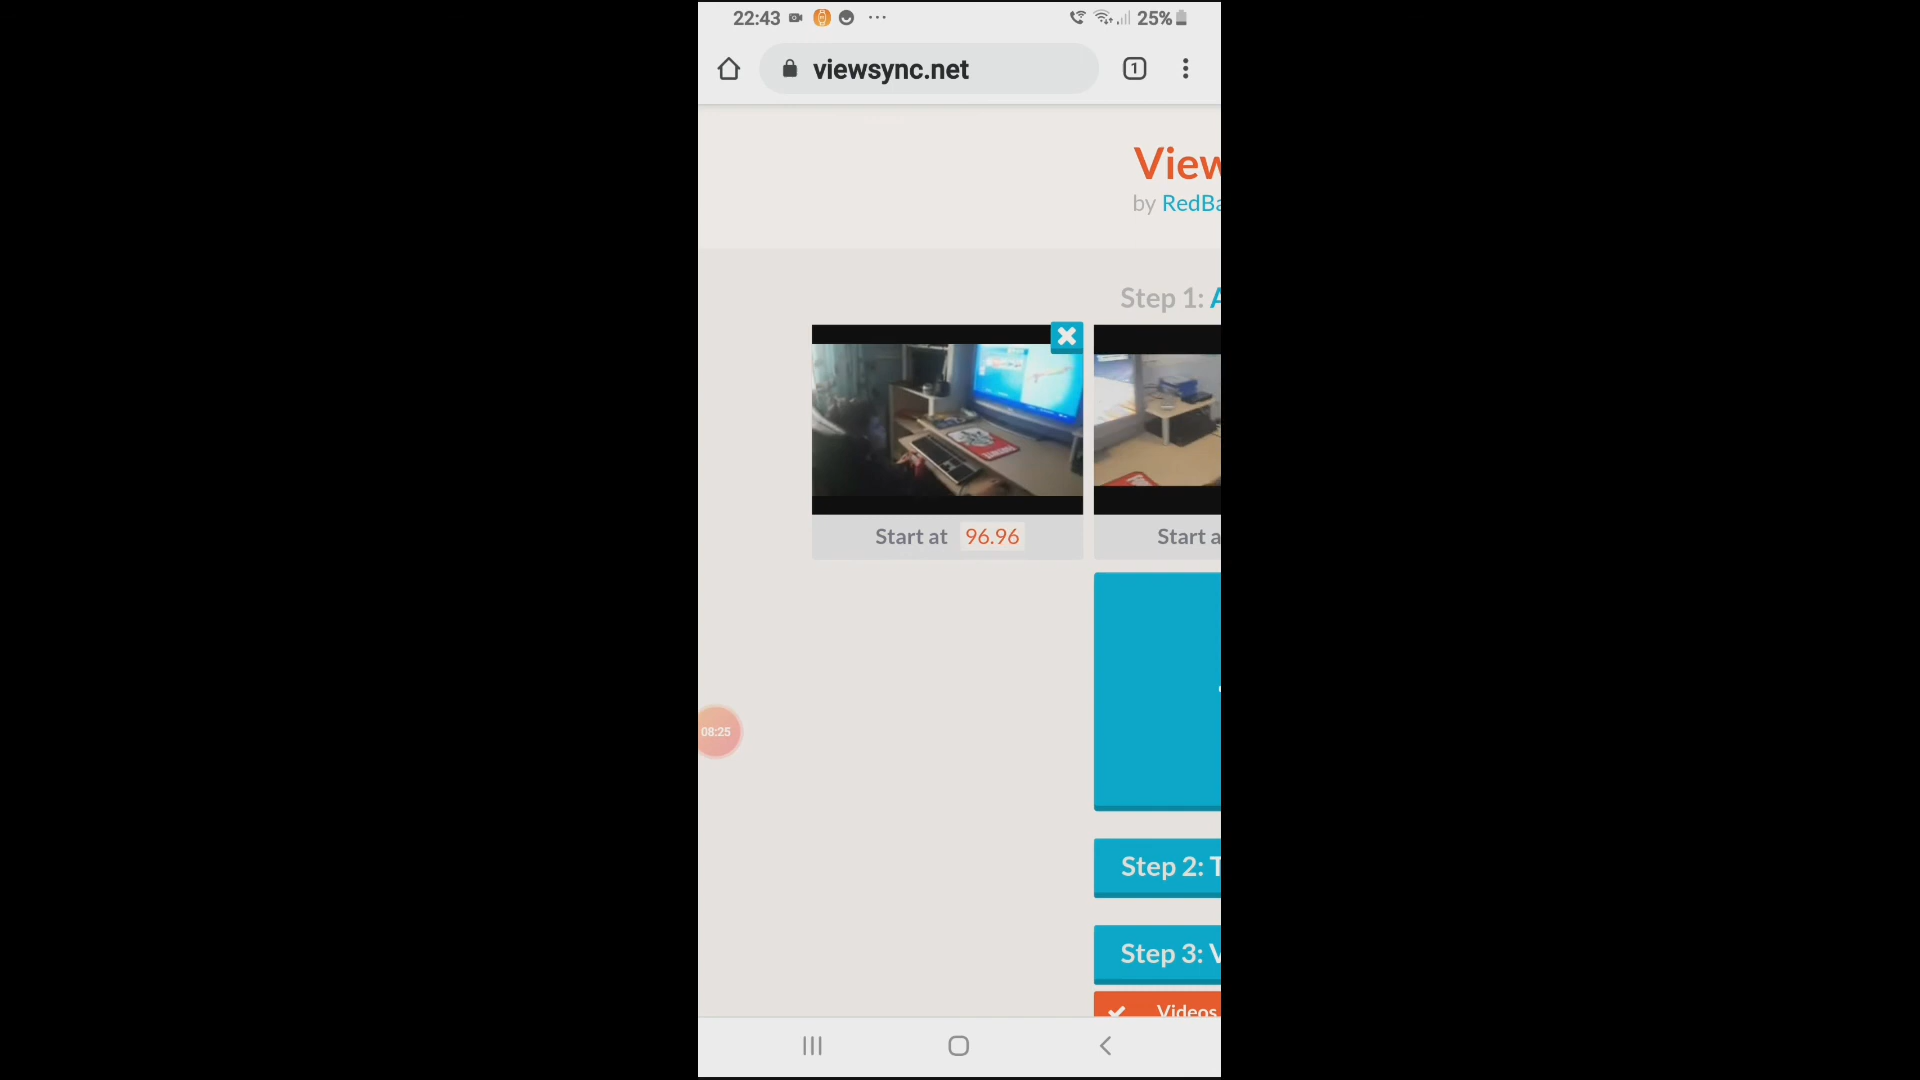 22:43 25%
viewsync.net 1
View
by RedBa
Step 1: A
Start at 96.96
Start a
08:25
Step 2: T
Step 3: V
Videos